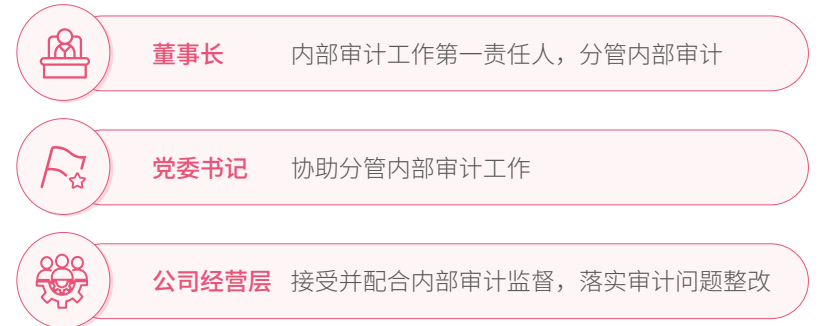 董事长 内部审计工作第一责任人，分管内部审计
党委书记 协助分管内部审计工作
公司经营层 接受并配合内部审计监督，落实审计问题整改